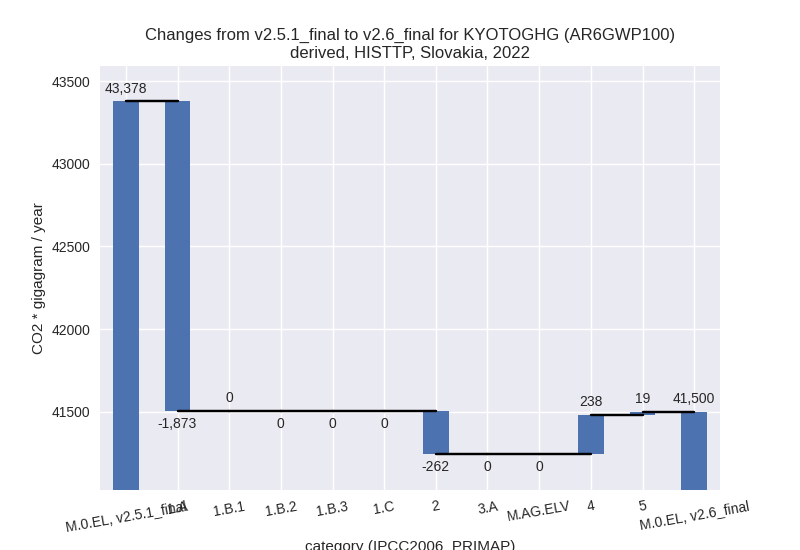 Changes from v2.5.1_final to v2.6_final for KYOTOGHG (AR6GWP100)
derived, HISTTP, Slovakia, 2022
CO2 * gigagram / year
43500
43000
42500
42000
41500
43,378
-1,873
0
0
0
0
-262
0
0
238
19
41,500
M.0.EL, v2.5.1_final
1.A
1.B.1
1.B.2
1.B.3
1.C
2
3.A
M.AG.ELV
4
5
M.0.EL, v2.6_final
category (IPCC2006_PRIMAP)